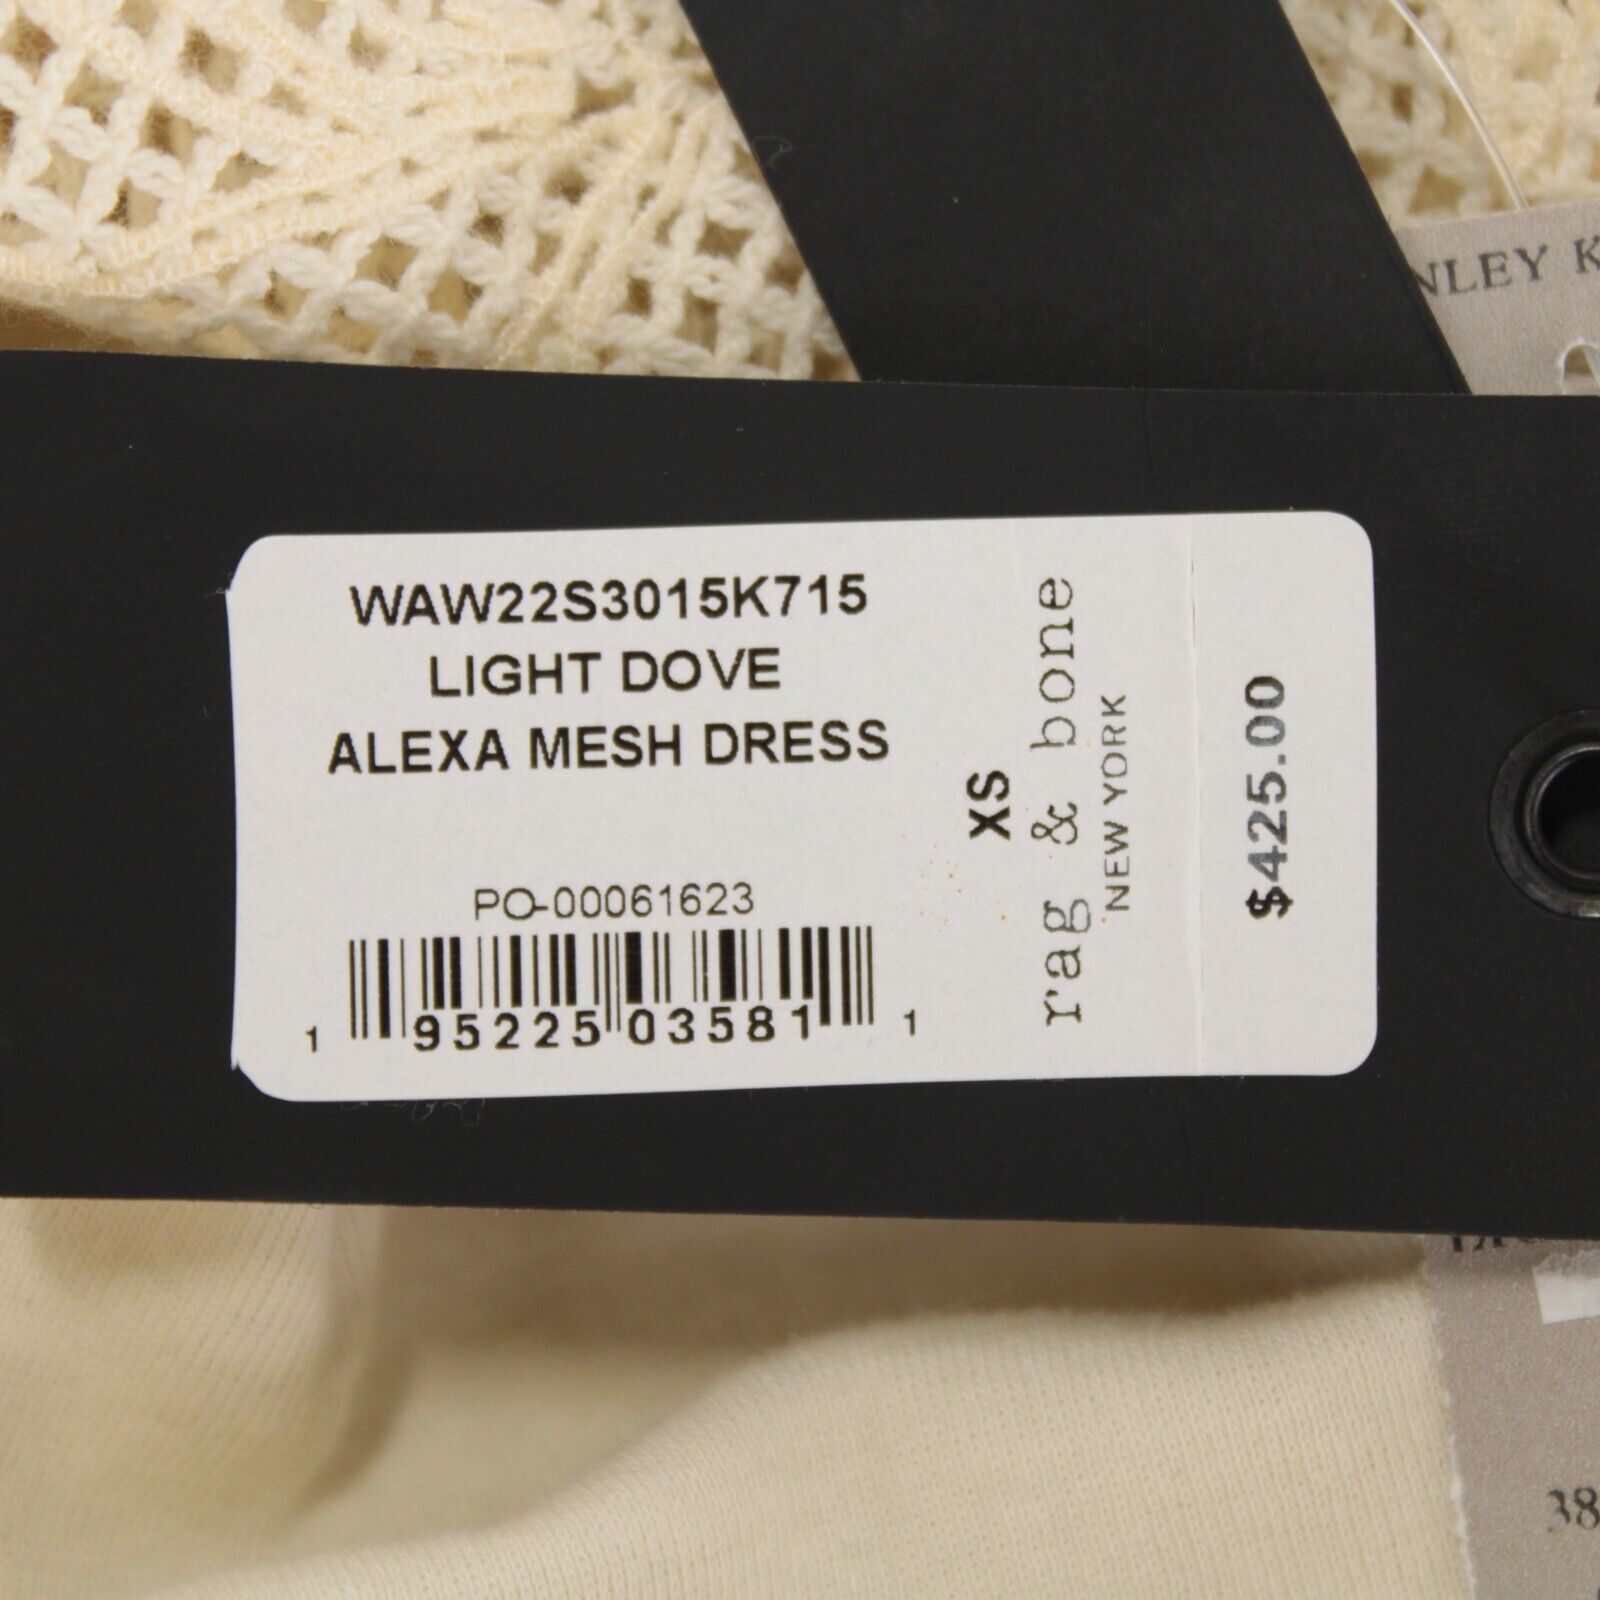 NLEY K
WAW22S3015K715
LIGHT DOVE
ALEXA MESH DRESS
PO-00061623
1 95225 03581 1
XS
rag & bone
NEW YORK
$425.00
38